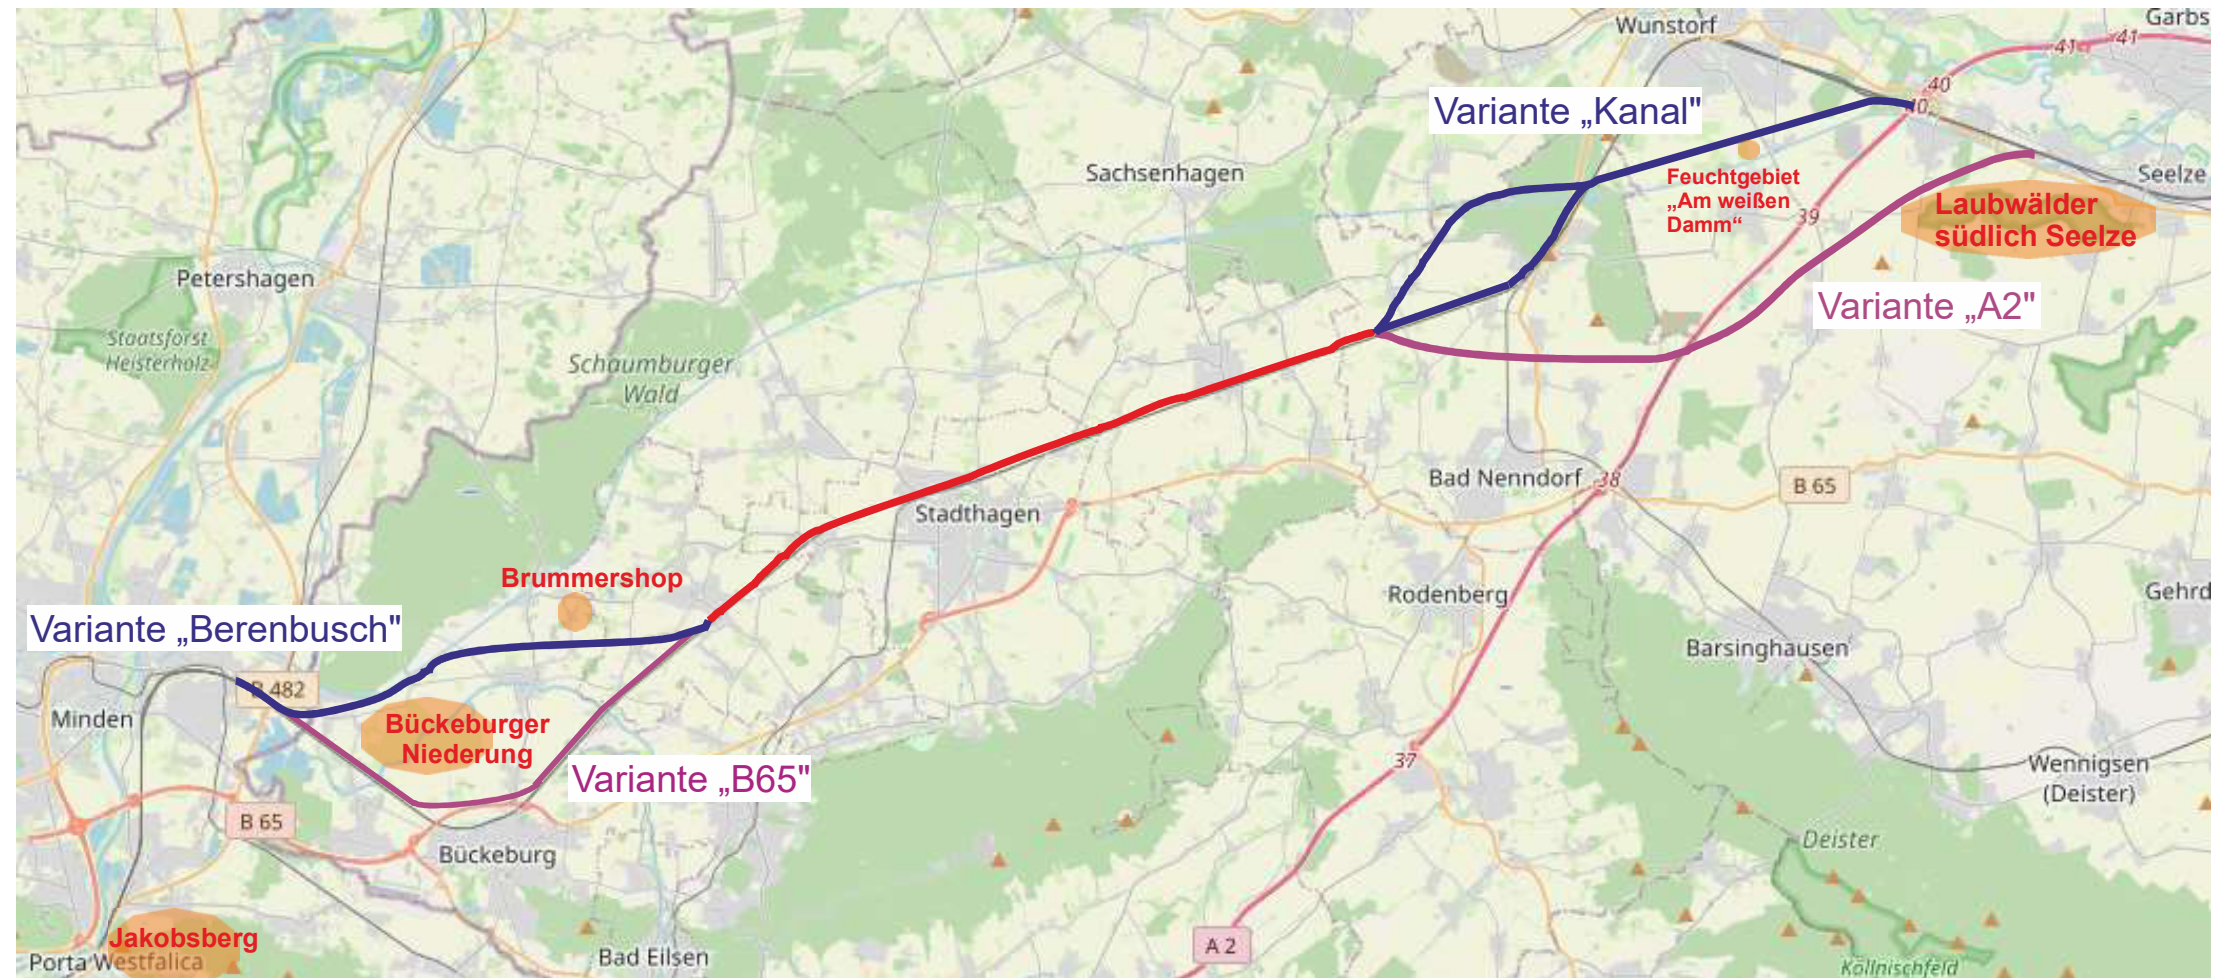 Wunstorf
Garbs
41
41
40
40
Variante „Kanal"
Sachsenhagen
Feuchtgebiet
„Am weißen
Damm“
Seelze
39
Laubwälder
südlich Seelze
Petershagen
Variante „A2"
Staatsforst
Heisterholz
Schaumburger
Wald
Bad Nenndorf
38
B 65
Stadthagen
Brummershop
Rodenberg
Gehrd
Variante „Berenbusch"
Barsinghausen
B 482
Minden
Bückeburger
Niederung
37
Wennigsen
(Deister)
Variante „B65"
B 65
Deister
Bückeburg
Jakobsberg
Porta Westfalica
Bad Eilsen
A 2
Köllnischfeld